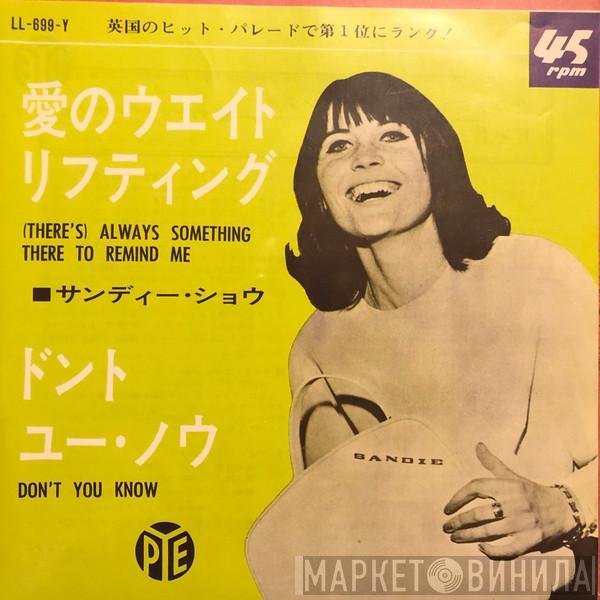 LL-699-Y 英国のヒット・パレードで第1位にランク！
45
rpm
愛のウエイト
リフティング
(THERE'S) ALWAYS SOMETHING
THERE TO REMIND ME
■サンディー・ショウ
SANDIE
ドント
ユー・ノウ
DON'T YOU KNOW
PYE
МАРКЕТ ВИНИЛА